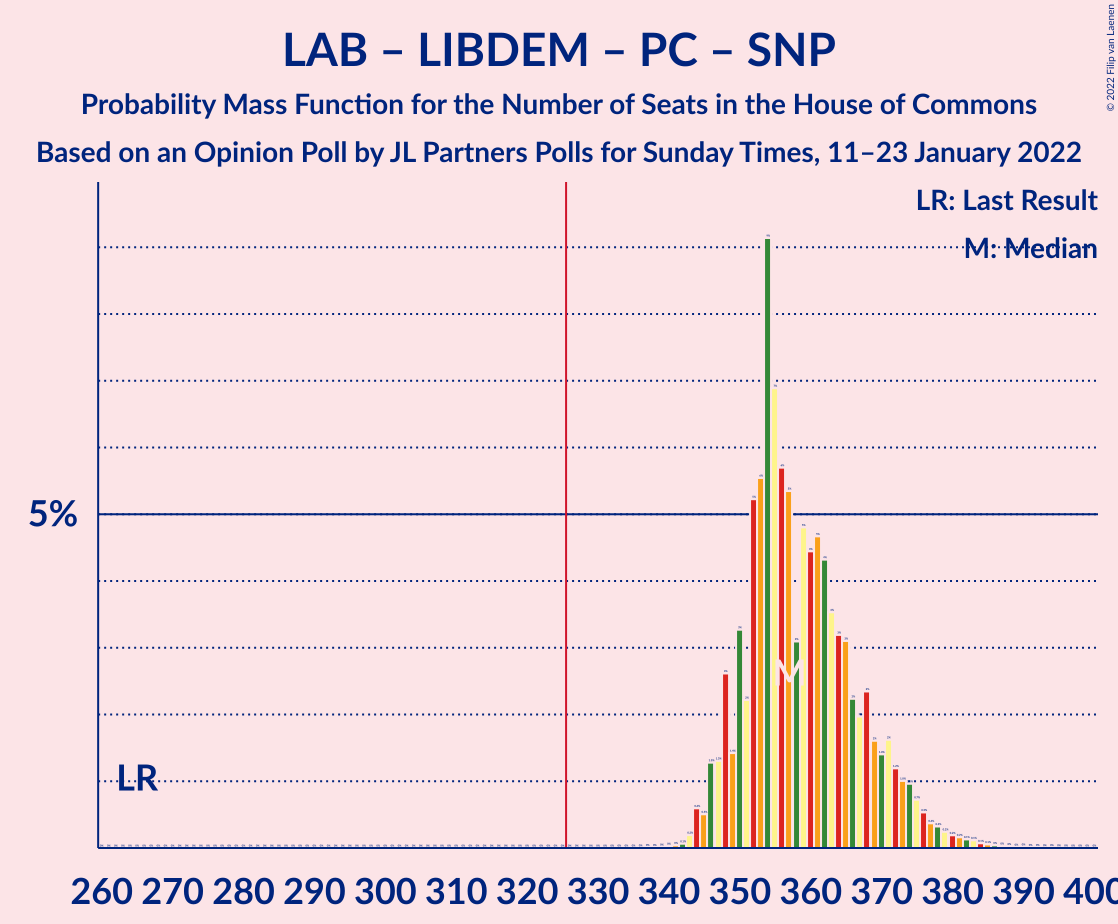 LAB – LIBDEM – PC – SNP
Probability Mass Function for the Number of Seats in the House of Commons
Based on an Opinion Poll by JL Partners Polls for Sunday Times, 11–23 January 2022
© 2022 Filip van Laenen
LR: Last Result
M: Median
5%
M
LR
260 270 280 290 300 310 320 330 340 350 360 370 380 390 400